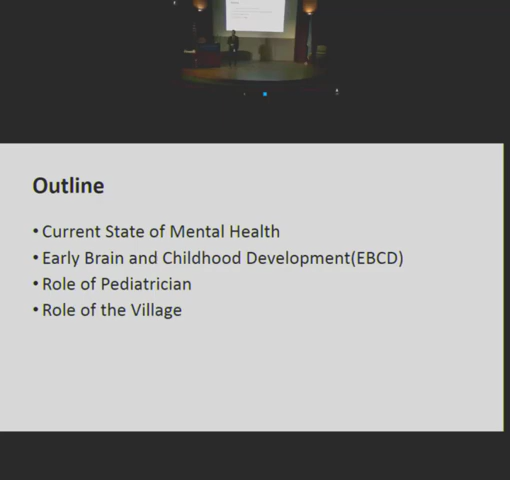 Outline
• Current State of Mental Health
• Early Brain and Childhood Development(EBCD)
• Role of Pediatrician
• Role of the Village